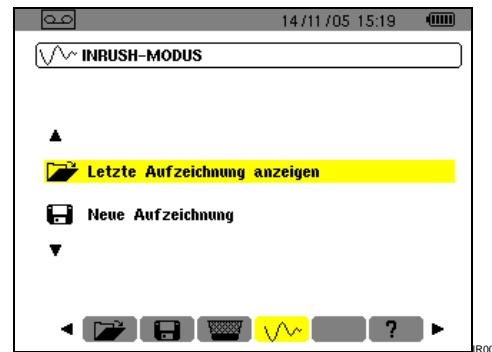 14/11/05 15:19
INRUSH-MODUS
Letzte Aufzeichnung anzeigen
Neue Aufzeichnung
?